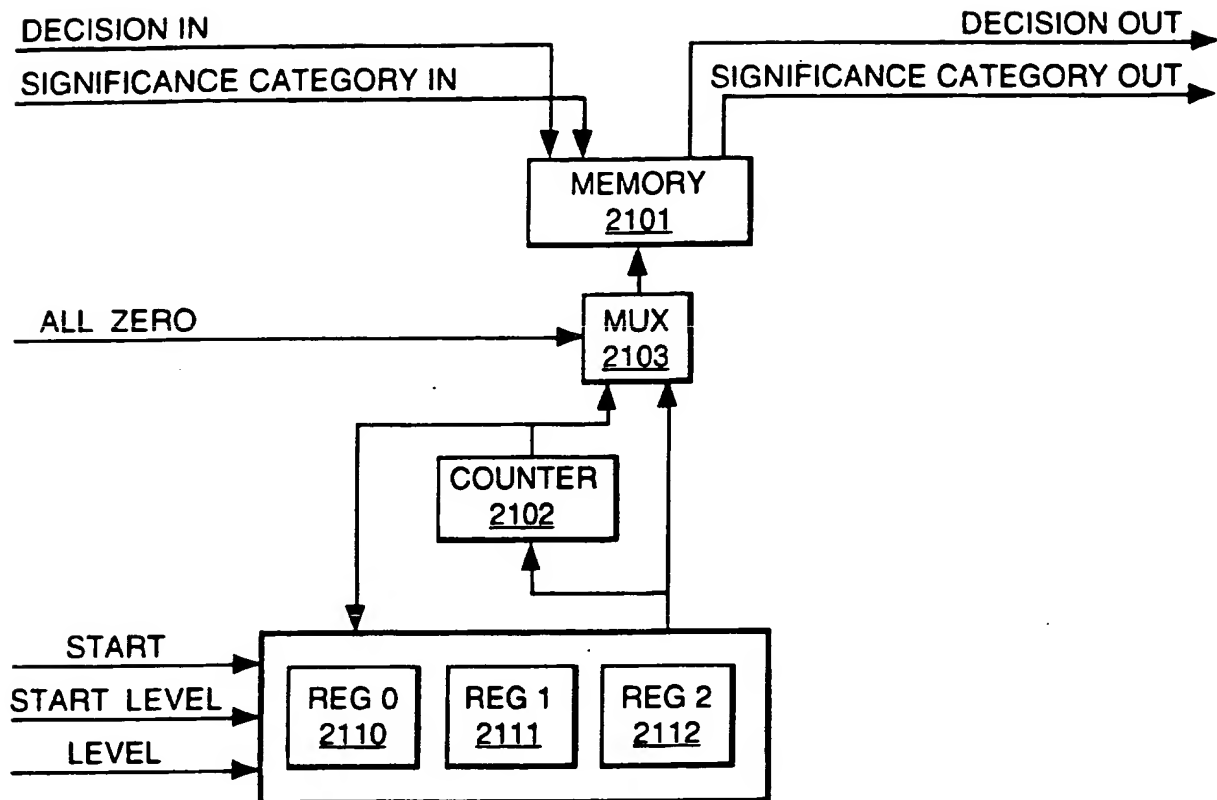 DECISION IN
DECISION OUT
SIGNIFICANCE CATEGORY IN
SIGNIFICANCE CATEGORY OUT
MEMORY
2101
ALL ZERO
MUX
2103
COUNTER
2102
START
START LEVEL
LEVEL
REG 0
2110
REG 1
2111
REG 2
2112